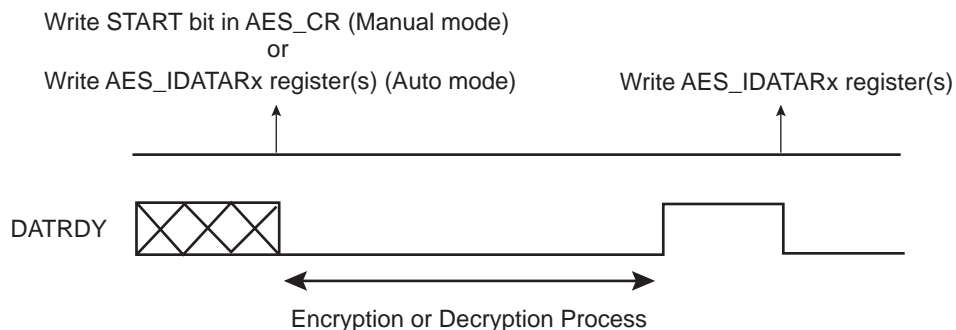 Write START bit in AES_CR (Manual mode)
or
Write AES_IDATARx register(s) (Auto mode)
Write AES_IDATARx register(s)
DATRDY
Encryption or Decryption Process